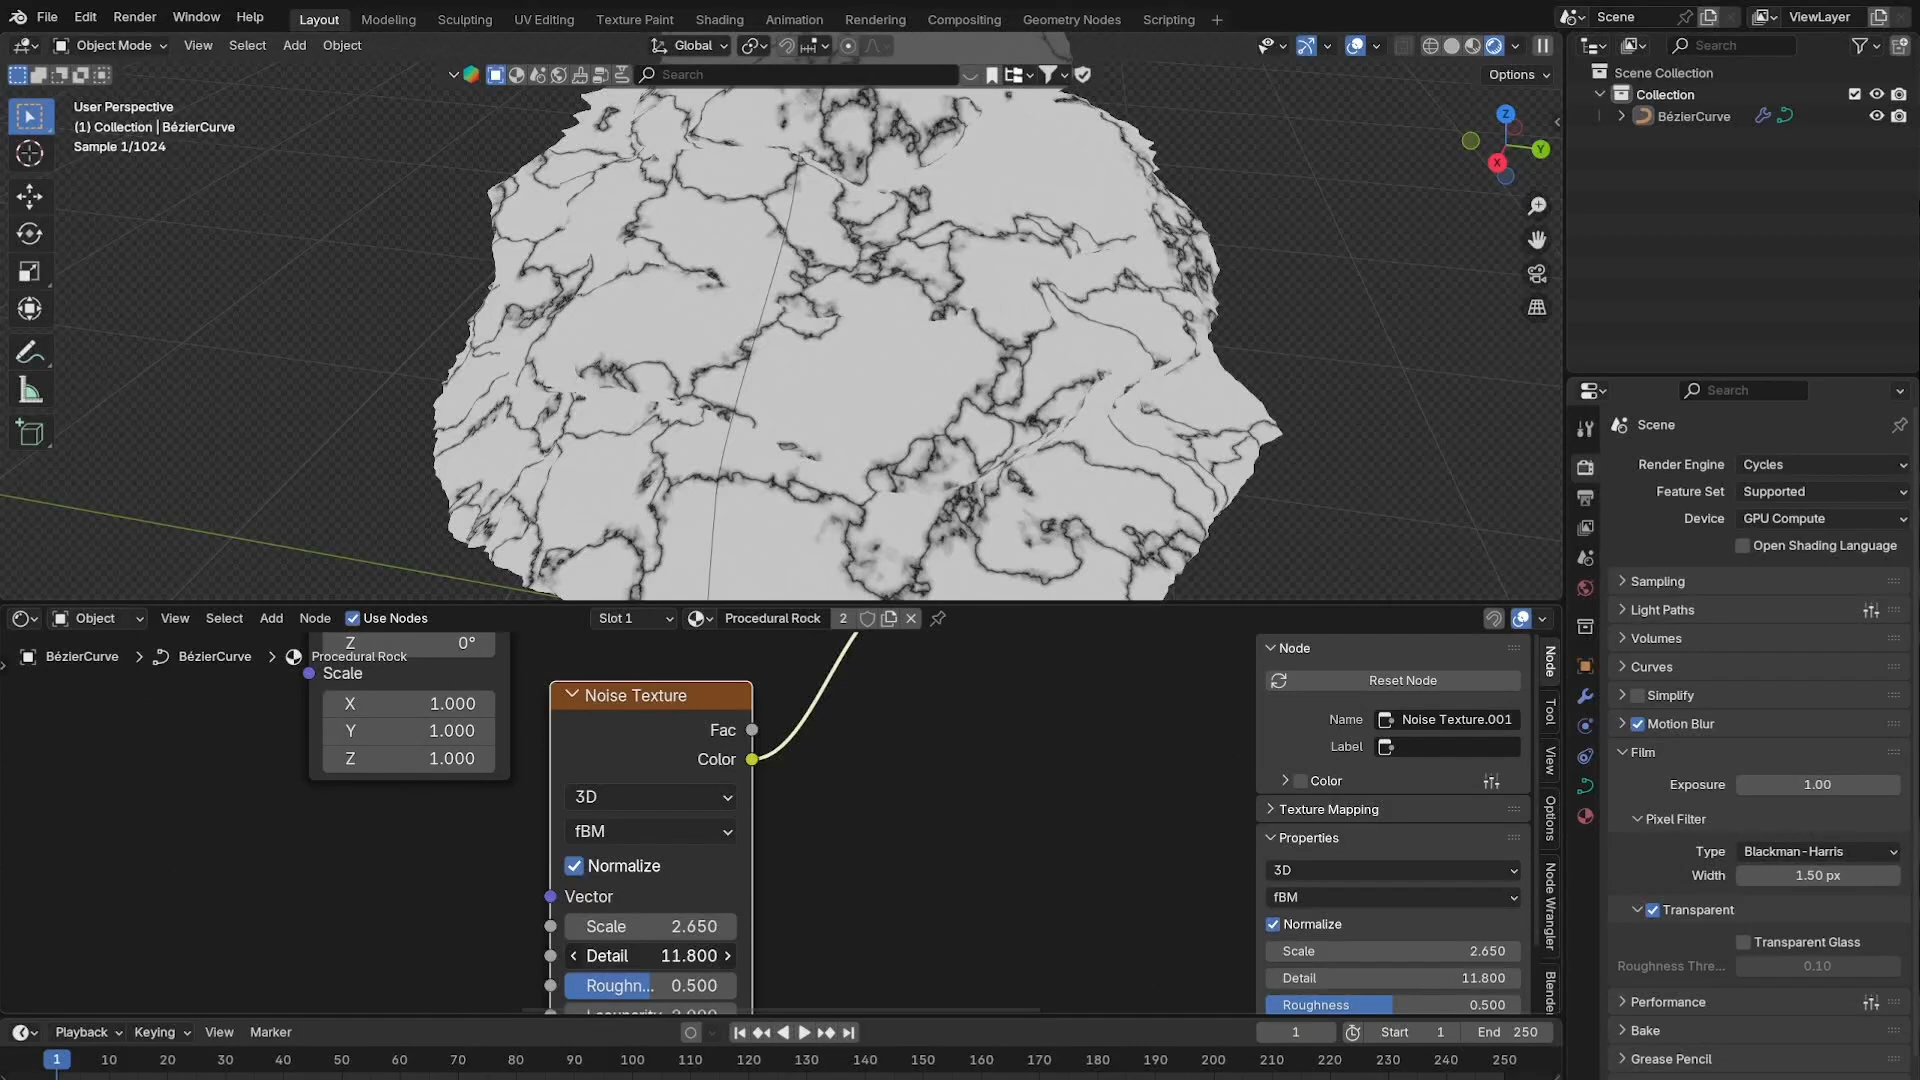 File Edit Render Window Help Layout Modeling Sculpting UV Editing Texture Paint Shading Animation Rendering Compositing Geometry Nodes Scripting + Scene ViewLayer
Object Mode View Select Add Object Global Search
Search Options Scene Collection
User Perspective Collection
(1) Collection | BézierCurve BézierCurve
Sample 1/1024
Z
Y
X
Search
Scene
Render Engine Cycles
Feature Set Supported
Device GPU Compute
Open Shading Language
Sampling
Light Paths
Volumes
Curves
Simplify
Motion Blur
Film
Exposure 1.00
Pixel Filter
Type Blackman-Harris
Width 1.50 px
Transparent
Transparent Glass
Roughness Thre... 0.10
Performance
Bake
Grease Pencil
Object View Select Add Node Use Nodes Slot 1 Procedural Rock 2
BézierCurve > BézierCurve > Procedural Rock
Z 0°
Scale
X 1.000
Y 1.000
Z 1.000
Noise Texture
Fac
Color
3D
fBM
Normalize
Vector
Scale 2.650
Detail 11.800
Roughn... 0.500
Node
Reset Node
Name Noise Texture.001
Label
Color
Texture Mapping
Properties
3D
fBM
Normalize
Scale 2.650
Detail 11.800
Roughness 0.500
Node
Tool
View
Options
Node Wrangler
Blender
Playback Keying View Marker 1 Start 1 End 250
1 10 20 30 40 50 60 70 80 90 100 110 120 130 140 150 160 170 180 190 200 210 220 230 240 250